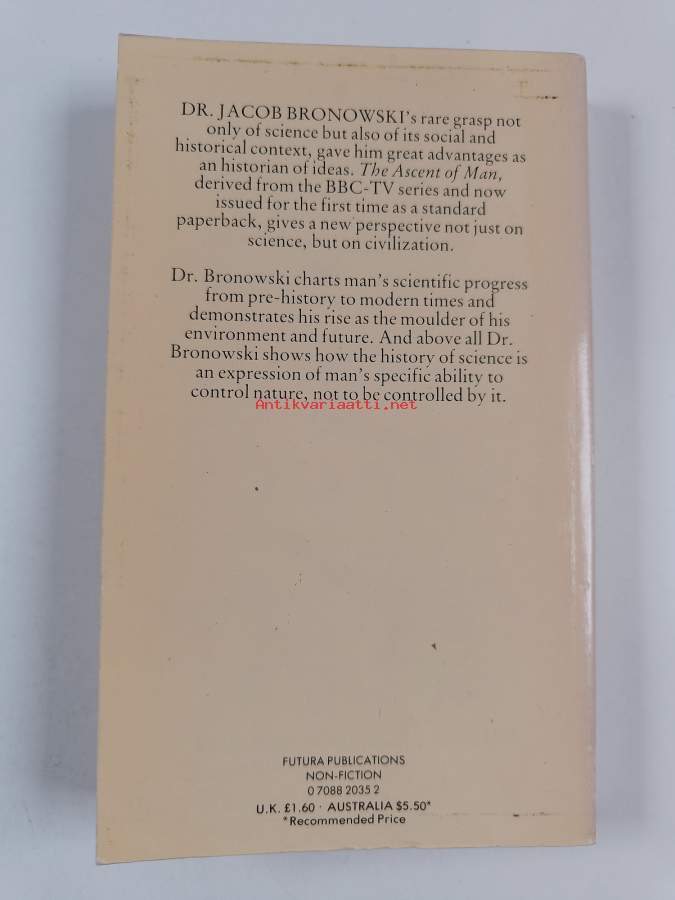 DR. JACOB BRONOWSKI's rare grasp not
only of science but also of its social and
historical context, gave him great advantages as
an historian of ideas. The Ascent of Man,
derived from the BBC-TV series and now
issued for the first time as a standard
paperback, gives a new perspective not just on
science, but on civilization.
Dr. Bronowski charts man's scientific progress
from pre-history to modern times and
demonstrates his rise as the moulder of his
environment and future. And above all Dr.
Bronowski shows how the history of science is
an expression of man's specific ability to
control nature, not to be controlled by it.
Antikvariaatti.net
FUTURA PUBLICATIONS
NON-FICTION
0 7088 2035 2
U.K. £1.60 · AUSTRALIA $5.50*
*Recommended Price